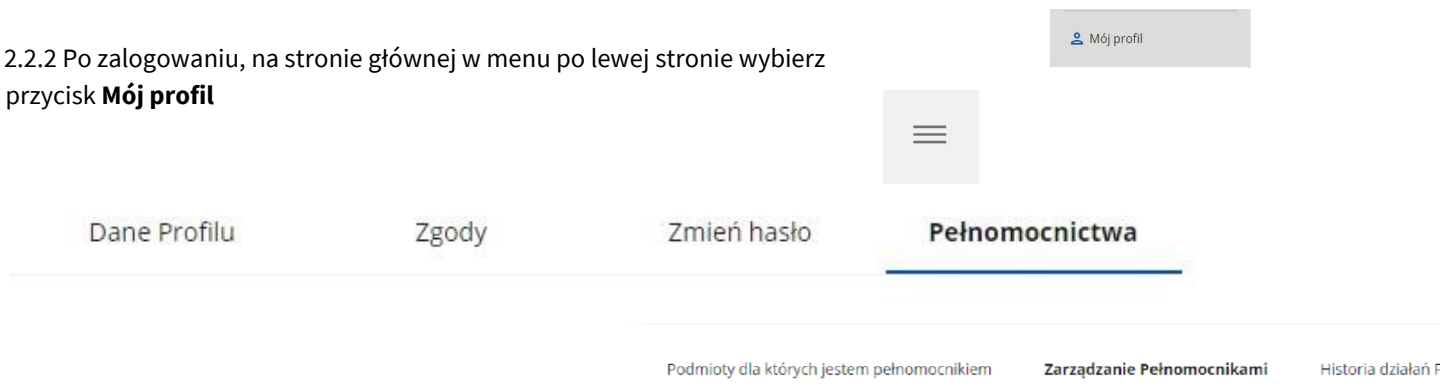 Mój profil
2.2.2 Po zalogowaniu, na stronie głównej w menu po lewej stronie wybierz
przycisk Mój profil
Dane Profilu Zgody Zmień hasło Pełnomocnictwa
Podmioty dla których jestem pełnomocnikiem Zarządzanie Pełnomocnikami Historia działań